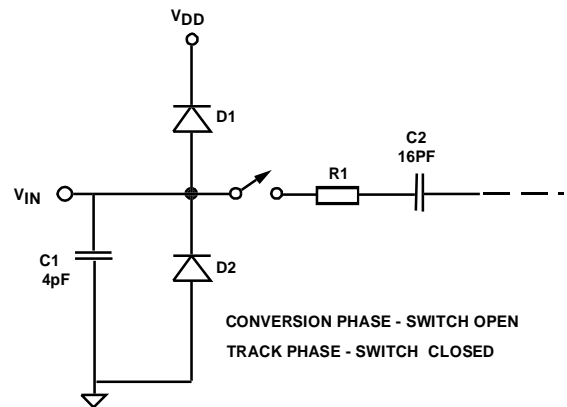 VDD
D1
C2
16PF
R1
VIN
C1
4pF
D2
CONVERSION PHASE - SWITCH OPEN
TRACK PHASE - SWITCH CLOSED